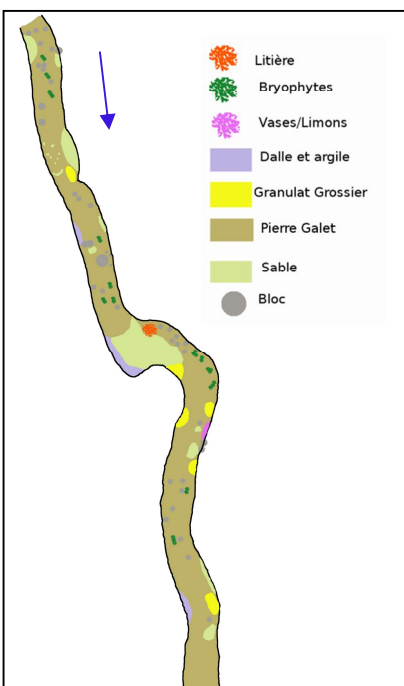 Litière
Bryophytes
Vases/Limons
Dalle et argile
Granulat Grossier
Pierre Galet
Sable
Bloc